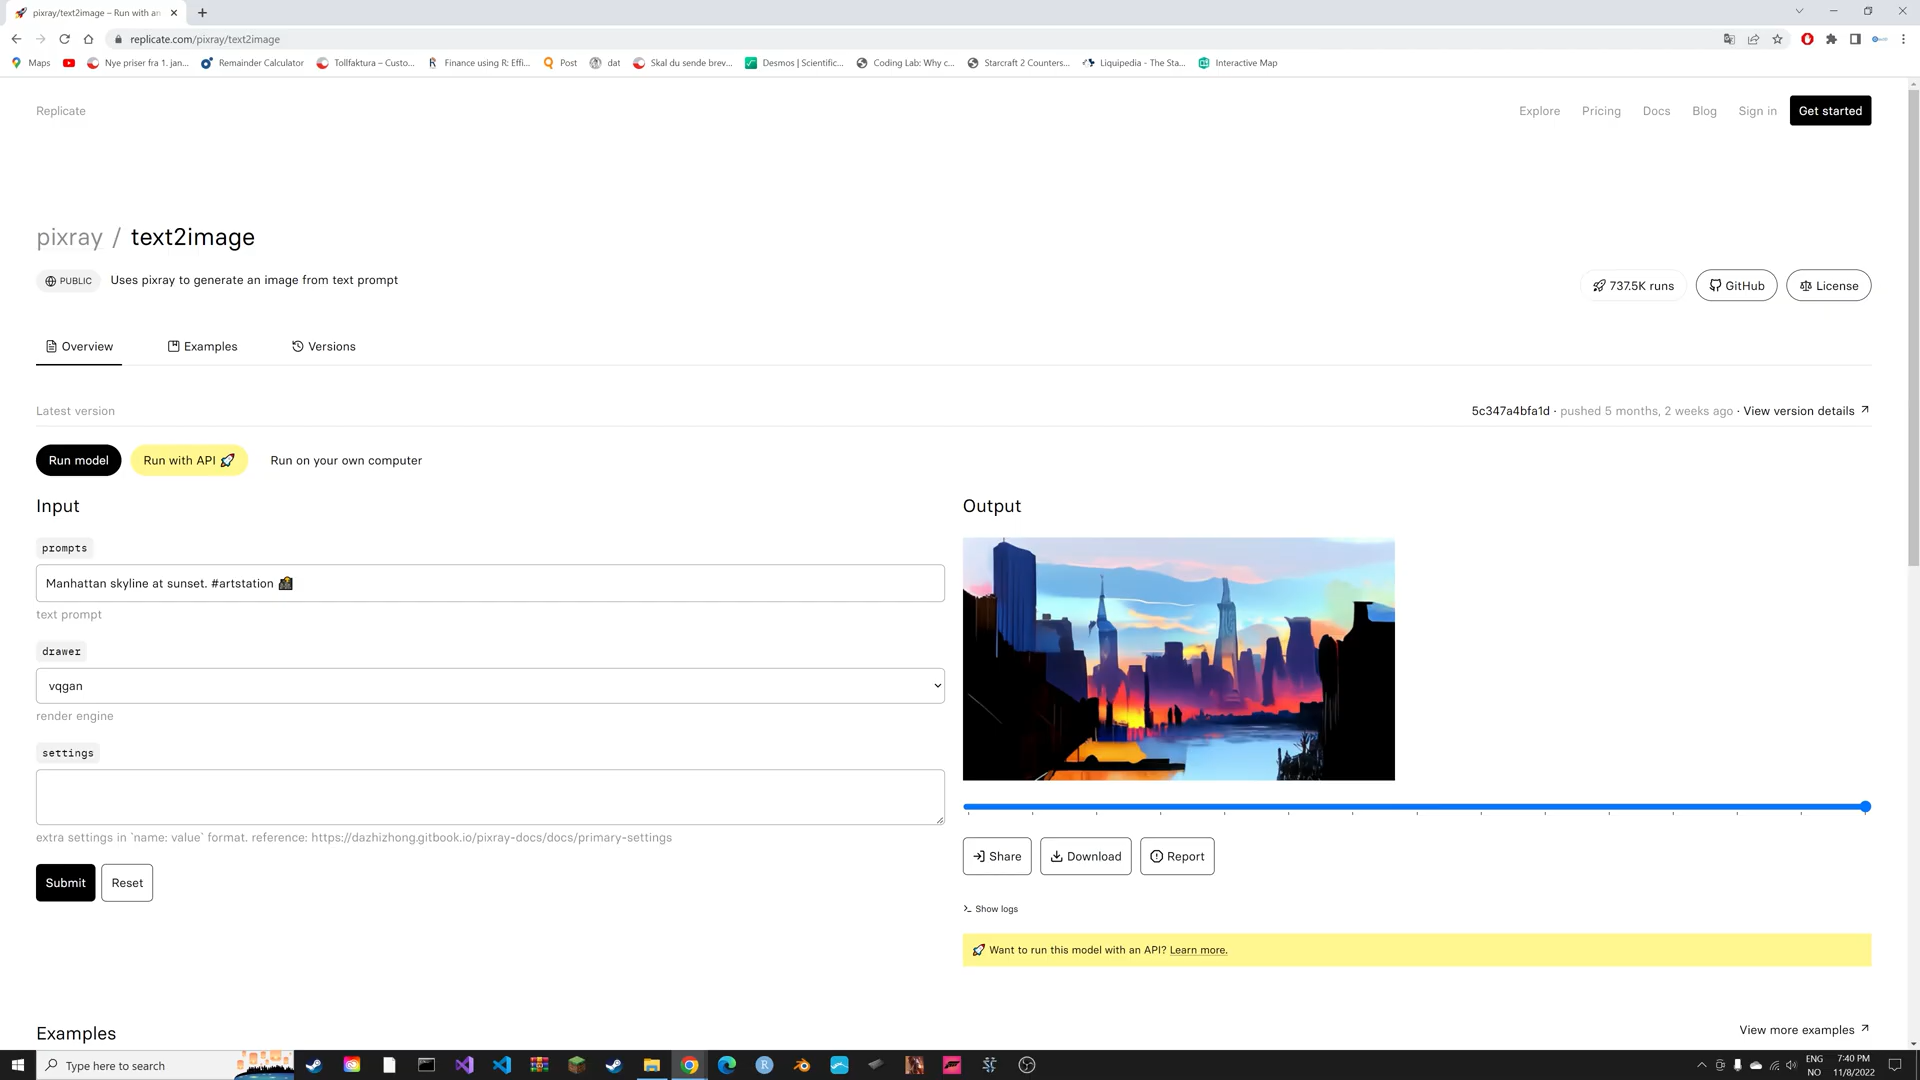 pixray/text2image – Run with an
replicate.com/pixray/text2image
Maps
Nye priser fra 1. jan...
Remainder Calculator
Tollfaktura – Custo...
Finance using R: Effi...
Post
dat
Skal du sende brev...
Desmos | Scientific...
Coding Lab: Why c...
Starcraft 2 Counters...
Liquipedia - The Sta...
Interactive Map
Replicate
Explore
Pricing
Docs
Blog
Sign in
Get started
pixray / text2image
PUBLIC
Uses pixray to generate an image from text prompt
737.5K runs
GitHub
License
Overview
Examples
Versions
Latest version
5c347a4bfa1d · pushed 5 months, 2 weeks ago · View version details
Run model
Run with API 🚀
Run on your own computer
Input
prompts
Manhattan skyline at sunset. #artstation
text prompt
drawer
vqgan
render engine
settings
extra settings in `name: value` format. reference: https://dazhizhong.gitbook.io/pixray-docs/docs/primary-settings
Submit
Reset
Output
Share
Download
Report
Show logs
🚀 Want to run this model with an API? Learn more.
Examples
View more examples
Type here to search
ENG
NO
7:40 PM
11/8/2022